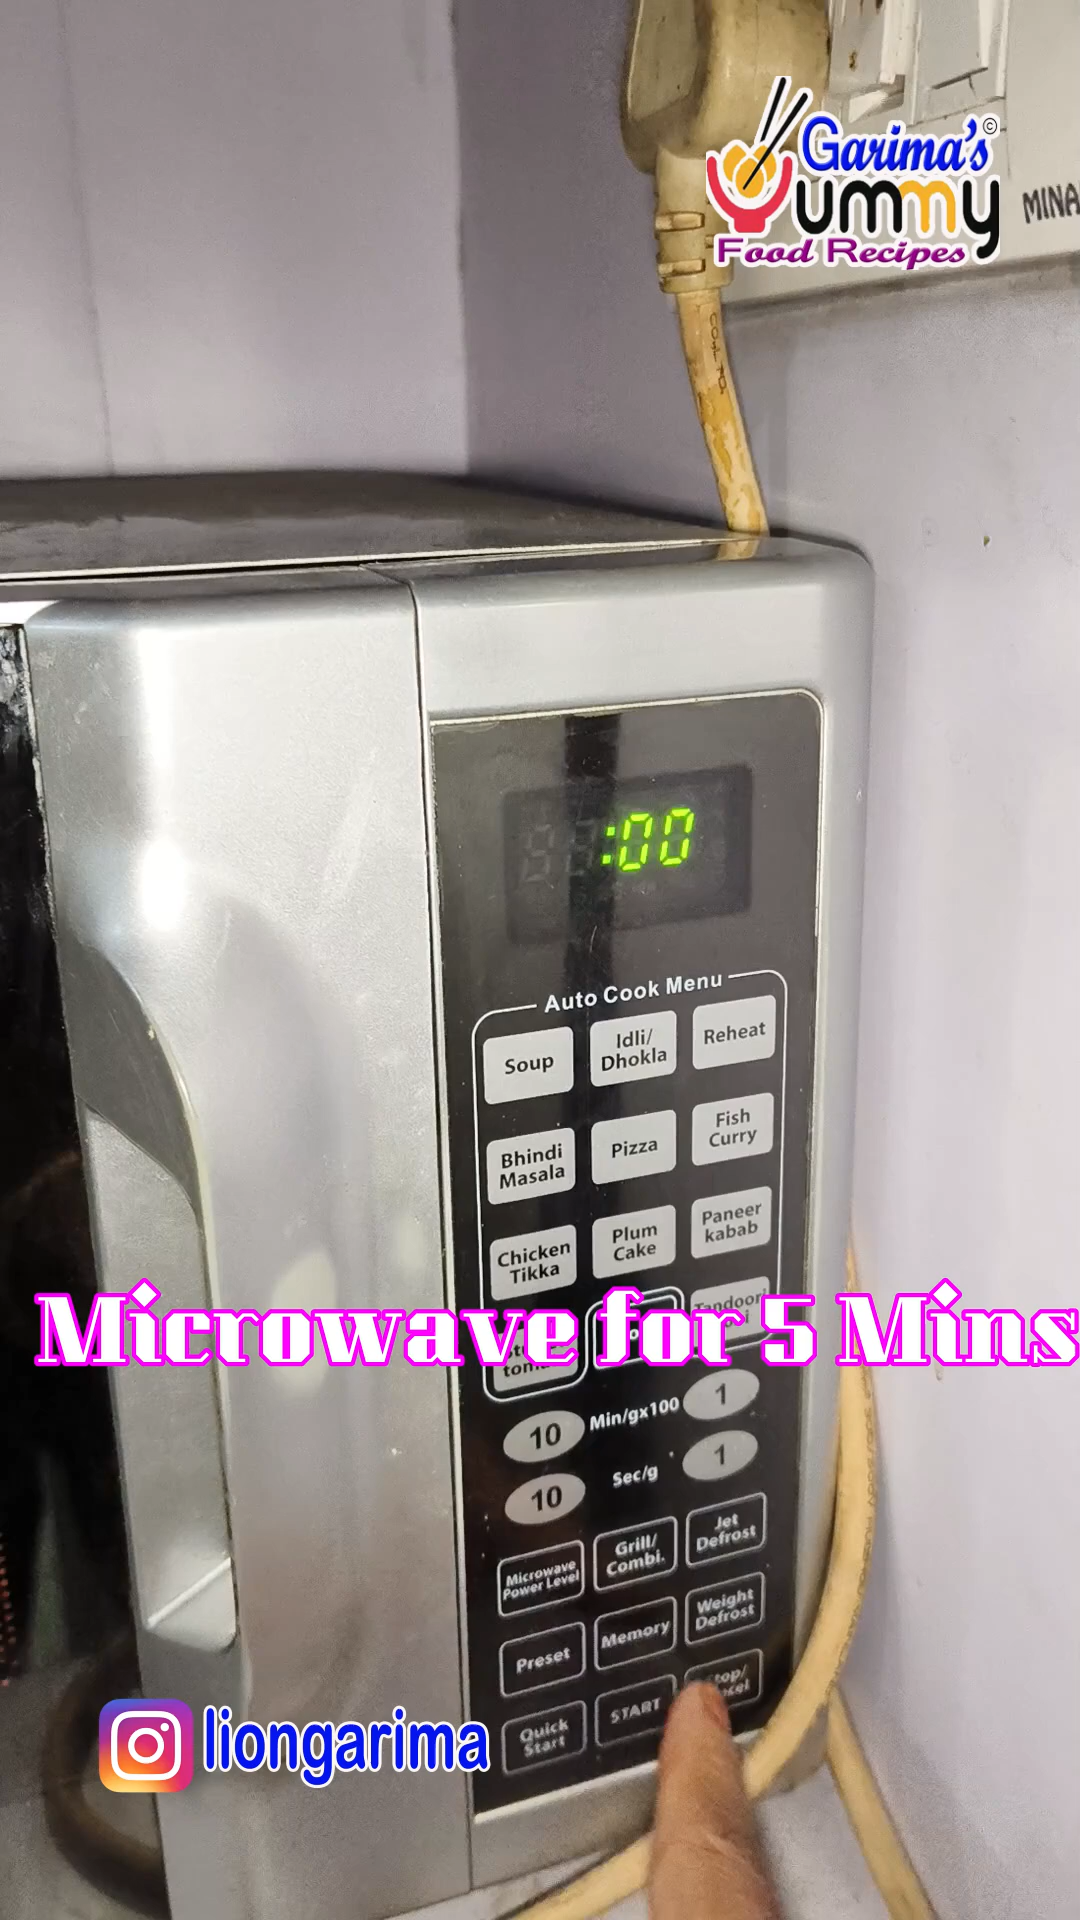 Garima's ©
Yummy
Food Recipes
MINA
:00
Auto Cook Menu
Soup
Idli/
Dhokla
Reheat
Bhindi
Masala
Pizza
Fish
Curry
Chicken
Tikka
Plum
Cake
Paneer
kabab
Microwave for 5 Mins
10
Min/gx100
1
10
Sec/g
1
Microwave
Power Level
Grill/
Combi.
Jet
Defrost
Preset
Memory
Weight
Defrost
Quick
Start
START
liongarima